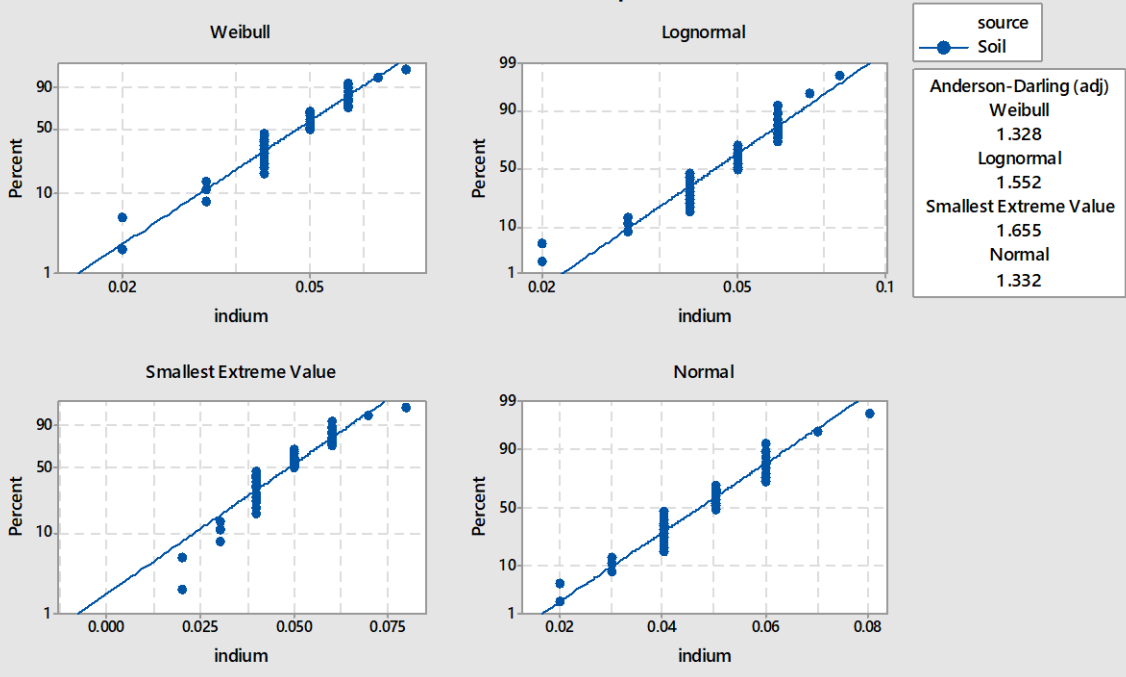 Weibull
90
50
10
1
Percent
0.02
0.05
indium
Lognormal
99
90
50
10
1
Percent
0.02
0.05
0.1
indium
source
Soil
Anderson-Darling (adj)
Weibull
1.328
Lognormal
1.552
Smallest Extreme Value
1.655
Normal
1.332
Smallest Extreme Value
90
50
10
1
Percent
0.000
0.025
0.050
0.075
indium
Normal
99
90
50
10
1
Percent
0.02
0.04
0.06
0.08
indium